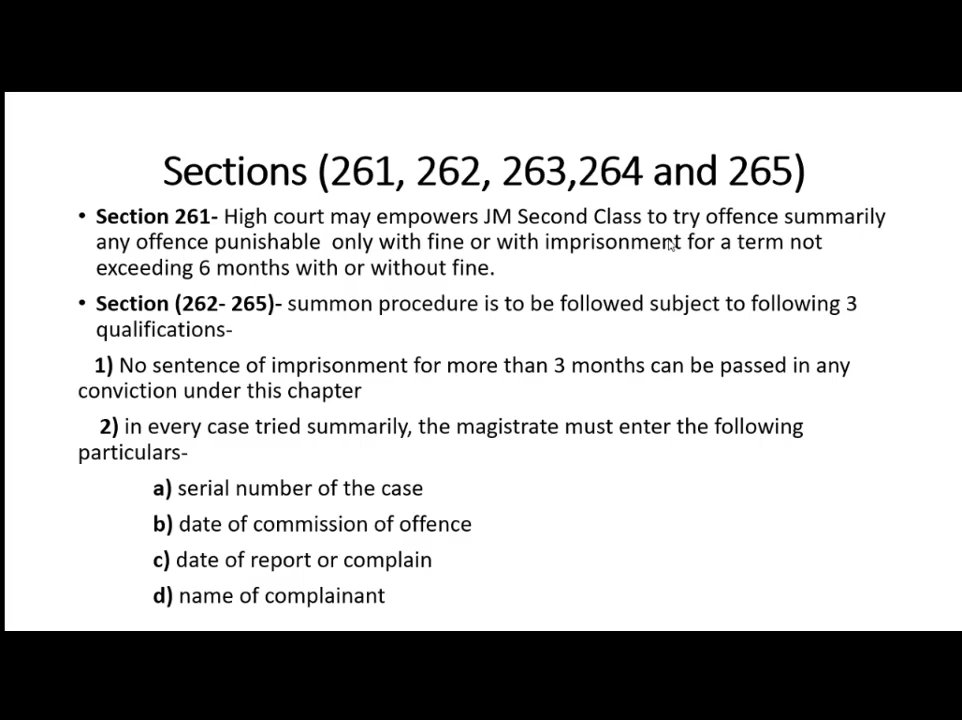 Sections (261, 262, 263,264 and 265)
• Section 261- High court may empowers JM Second Class to try offence summarily
any offence punishable only with fine or with imprisonment for a term not
exceeding 6 months with or without fine.
• Section (262- 265)- summon procedure is to be followed subject to following 3
qualifications-
1) No sentence of imprisonment for more than 3 months can be passed in any
conviction under this chapter
2) in every case tried summarily, the magistrate must enter the following
particulars-
a) serial number of the case
b) date of commission of offence
c) date of report or complain
d) name of complainant